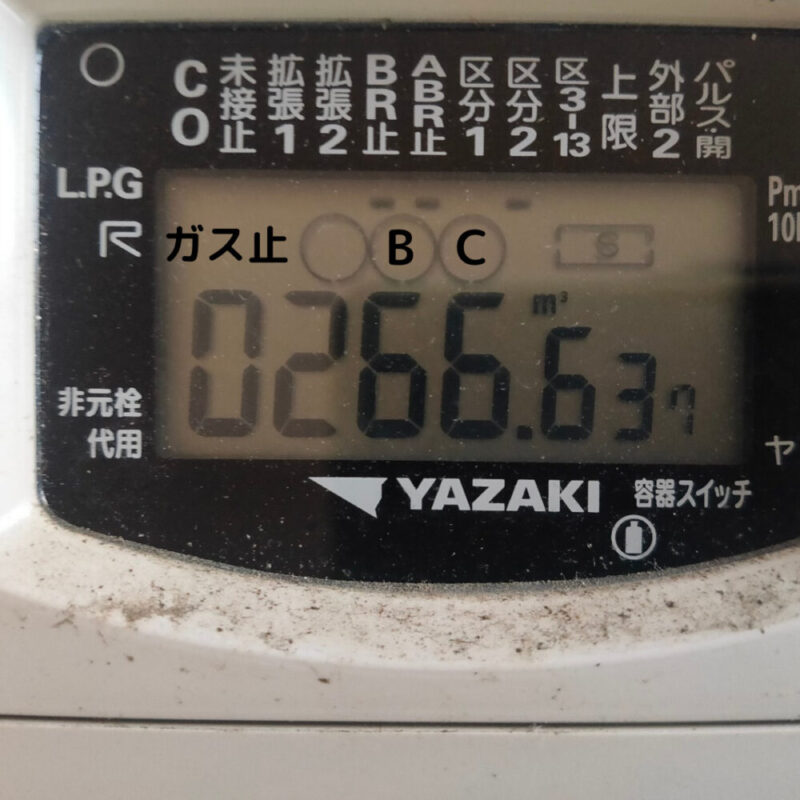 CO 未接止 拡張1 拡張2 BR止 ABR止 区分1 区分2 区3-13 上限 外部2 パルス・開
L.P.G
R ガス止 B C S
m³
0266.637
非元栓
代用
YAZAKI 容器スイッチ